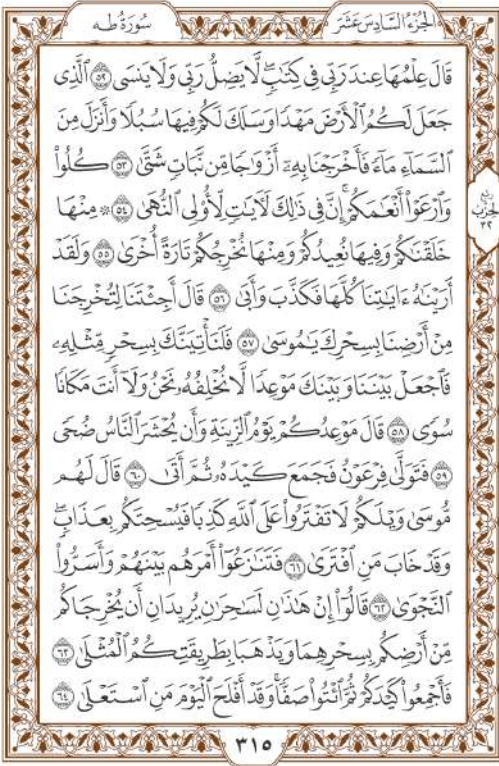 الجزء السادس عشر
سورة طه
قَالَ عِلْمُهَا عِندَ رَبِّى فِى كِتَٰبٍ ۖ لَّا يَضِلُّ رَبِّى وَلَا يَنسَى ۝٥٢ ٱلَّذِى
جَعَلَ لَكُمُ ٱلْأَرْضَ مَهْدًا وَسَلَكَ لَكُمْ فِيهَا سُبُلًا وَأَنزَلَ مِنَ
ٱلسَّمَآءِ مَآءً فَأَخْرَجْنَا بِهِۦٓ أَزْوَٰجًا مِّن نَّبَاتٍ شَتَّىٰ ۝٥٣ كُلُوا۟
وَٱرْعَوْا۟ أَنْعَٰمَكُمْ ۗ إِنَّ فِى ذَٰلِكَ لَءَايَٰتٍ لِّأُو۟لِى ٱلنُّهَىٰ ۝٥٤ ۞ مِنْهَا
خَلَقْنَٰكُمْ وَفِيهَا نُعِيدُكُمْ وَمِنْهَا نُخْرِجُكُمْ تَارَةً أُخْرَىٰ ۝٥٥ وَلَقَدْ
أَرَيْنَٰهُ ءَايَٰتِنَا كُلَّهَا فَكَذَّبَ وَأَبَىٰ ۝٥٦ قَالَ أَجِئْتَنَا لِتُخْرِجَنَا
مِنْ أَرْضِنَا بِسِحْرِكَ يَٰمُوسَىٰ ۝٥٧ فَلَنَأْتِيَنَّكَ بِسِحْرٍ مِّثْلِهِۦ
فَٱجْعَلْ بَيْنَنَا وَبَيْنَكَ مَوْعِدًا لَّا نُخْلِفُهُۥ نَحْنُ وَلَآ أَنتَ مَكَانًا
سُوًى ۝٥٨ قَالَ مَوْعِدُكُمْ يَوْمُ ٱلزِّينَةِ وَأَن يُحْشَرَ ٱلنَّاسُ ضُحًى
۝٥٩ فَتَوَلَّىٰ فِرْعَوْنُ فَجَمَعَ كَيْدَهُۥ ثُمَّ أَتَىٰ ۝٦٠ قَالَ لَهُم
مُّوسَىٰ وَيْلَكُمْ لَا تَفْتَرُوا۟ عَلَى ٱللَّهِ كَذِبًا فَيُسْحِتَكُم بِعَذَابٍ ۖ
وَقَدْ خَابَ مَنِ ٱفْتَرَىٰ ۝٦١ فَتَنَٰزَعُوٓا۟ أَمْرَهُم بَيْنَهُمْ وَأَسَرُّوا۟
ٱلنَّجْوَىٰ ۝٦٢ قَالُوٓا۟ إِنْ هَٰذَٰنِ لَسَٰحِرَٰنِ يُرِيدَانِ أَن يُخْرِجَاكُم
مِّنْ أَرْضِكُم بِسِحْرِهِمَا وَيَذْهَبَا بِطَرِيقَتِكُمُ ٱلْمُثْلَىٰ ۝٦٣
فَأَجْمِعُوا۟ كَيْدَكُمْ ثُمَّ ٱئْتُوا۟ صَفًّا ۚ وَقَدْ أَفْلَحَ ٱلْيَوْمَ مَنِ ٱسْتَعْلَىٰ ۝٦٤
ربع
الحزب
٣٢
٣١٥